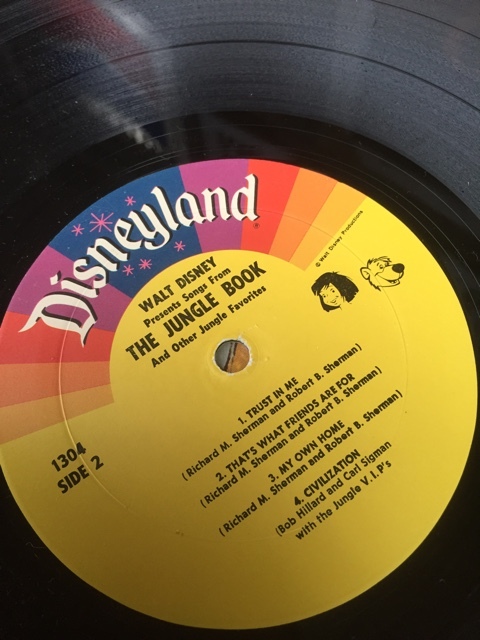 Disneyland®
© Walt Disney Productions
WALT DISNEY
Presents Songs From
THE JUNGLE BOOK
And Other Jungle Favorites
1304
SIDE 2
1. TRUST IN ME
(Richard M. Sherman and Robert B. Sherman)
2. THAT'S WHAT FRIENDS ARE FOR
(Richard M. Sherman and Robert B. Sherman)
3. MY OWN HOME
(Richard M. Sherman and Robert B. Sherman)
4. CIVILIZATION
(Bob Hillard and Carl Sigman
with the Jungle V.I.P's